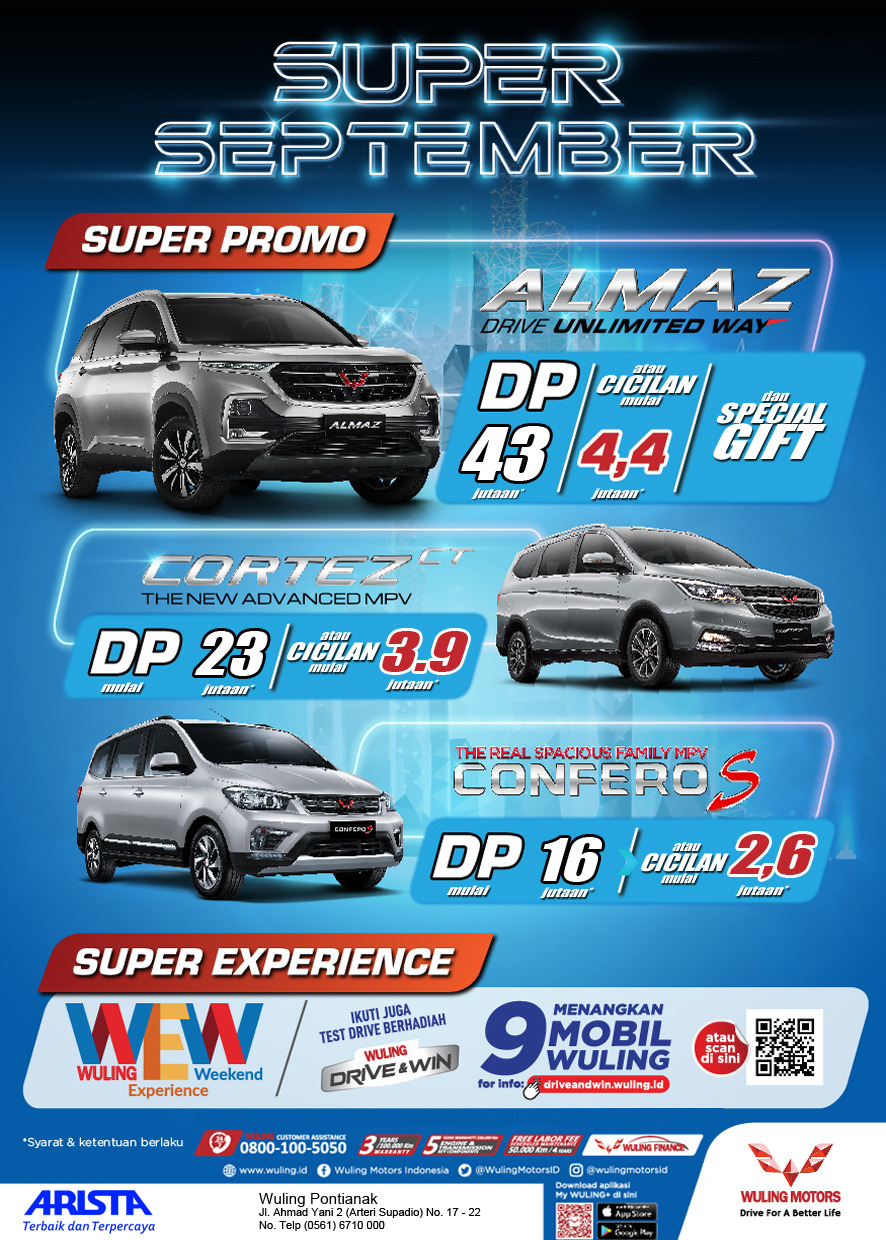 SUPER
SEPTEMBER
SUPER PROMO
ALMAZ
DRIVE UNLIMITED WAY
DP
43
jutaan*
atau
CICILAN
mulai
4,4
jutaan*
dan
SPECIAL
GIFT
ALMAZ
CORTEZ CT
THE NEW ADVANCED MPV
DP
mulai
23
jutaan*
atau
CICILAN
mulai
3.9
jutaan*
CORTEZ
THE REAL SPACIOUS FAMILY MPV
CONFERO S
CONFERO S
DP
mulai
16
jutaan*
atau
CICILAN
mulai
2,6
jutaan*
SUPER EXPERIENCE
WEW
WULING Weekend
Experience
IKUTI JUGA
TEST DRIVE BERHADIAH
WULING
DRIVE & WIN
9
MENANGKAN
MOBIL
WULING
for info: driveandwin.wuling.id
atau
scan
di sini
*Syarat & ketentuan berlaku
WULING CUSTOMER ASSISTANCE
0800-100-5050
3 YEARS
/100.000 Km
WARRANTY
5
ENGINE &
TRANSMISSION
FREE LABOR FEE
50.000 KM / 4 YEARS
WULING FINANCE
www.wuling.id
Wuling Motors Indonesia
@WulingMotorsID
@wulingmotorsid
ARISTA
Terbaik dan Terpercaya
Wuling Pontianak
Jl. Ahmad Yani 2 (Arteri Supadio) No. 17 - 22
No. Telp (0561) 6710 000
Download aplikasi
My WULING+ di sini
App Store
Google Play
WULING MOTORS
Drive For A Better Life